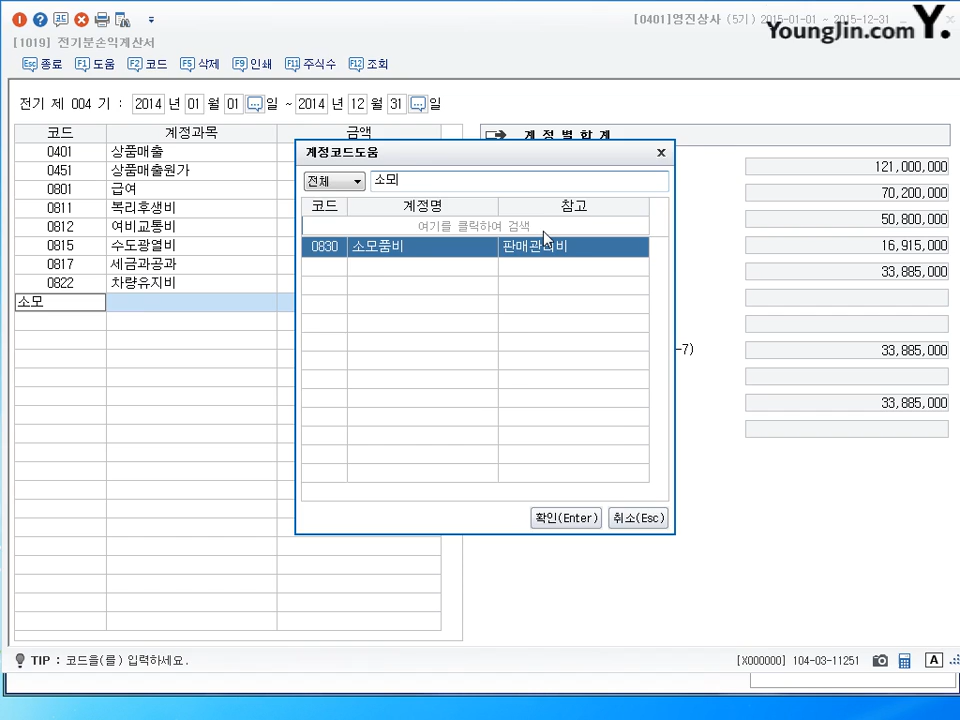 [0401]영진상사 (5기) 2015-01-01 ~ 2015-12-31
YoungJin.com Y.
[1019] 전기분손익계산서
Esc 종료 F1 도움 F2 코드 F5 삭제 F9 인쇄 F11 주식수 F12 조회
전기 제 004 기 : 2014 년 01 월 01 일 ~ 2014 년 12 월 31 일
코드 계정과목 금액
계 정 별 합 계
0401 상품매출
0451 상품매출원가
0801 급여
0811 복리후생비
0812 여비교통비
0815 수도광열비
0817 세금과공과
0822 차량유지비
소모
계정코드도움 x
전체 소모
코드 계정명 참고
여기를 클릭하여 검색
0830 소모품비 판매관리비
확인(Enter) 취소(Esc)
121,000,000
70,200,000
50,800,000
16,915,000
33,885,000
-7) 33,885,000
33,885,000
TIP : 코드을(를) 입력하세요.
[X000000] 104-03-11251 A